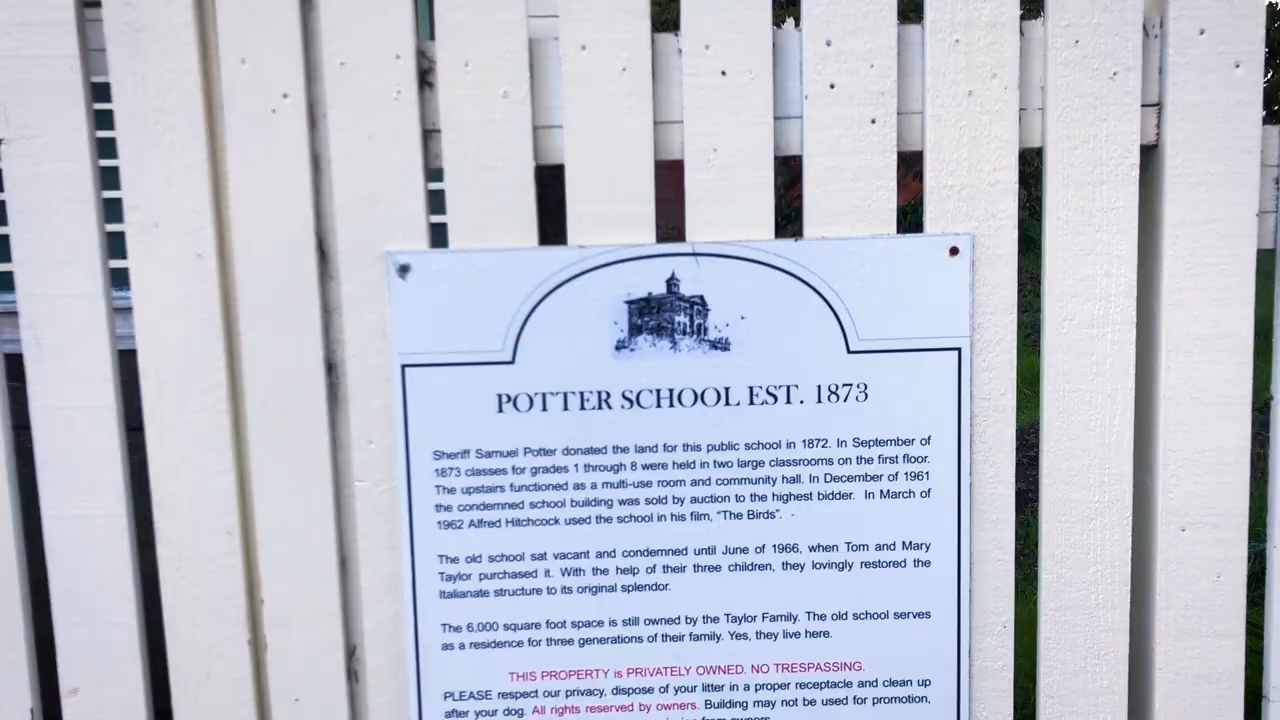 POTTER SCHOOL EST. 1873
Sheriff Samuel Potter donated the land for this public school in 1872. In September of
1873 classes for grades 1 through 8 were held in two large classrooms on the first floor.
The upstairs functioned as a multi-use room and community hall. In December of 1961
the condemned school building was sold by auction to the highest bidder. In March of
1962 Alfred Hitchcock used the school in his film, “The Birds”.
The old school sat vacant and condemned until June of 1966, when Tom and Mary
Taylor purchased it. With the help of their three children, they lovingly restored the
Italianate structure to its original splendor.
The 6,000 square foot space is still owned by the Taylor Family. The old school serves
as a residence for three generations of their family. Yes, they live here.
THIS PROPERTY is PRIVATELY OWNED. NO TRESPASSING.
PLEASE respect our privacy, dispose of your litter in a proper receptacle and clean up
after your dog. All rights reserved by owners. Building may not be used for promotion,
from owners